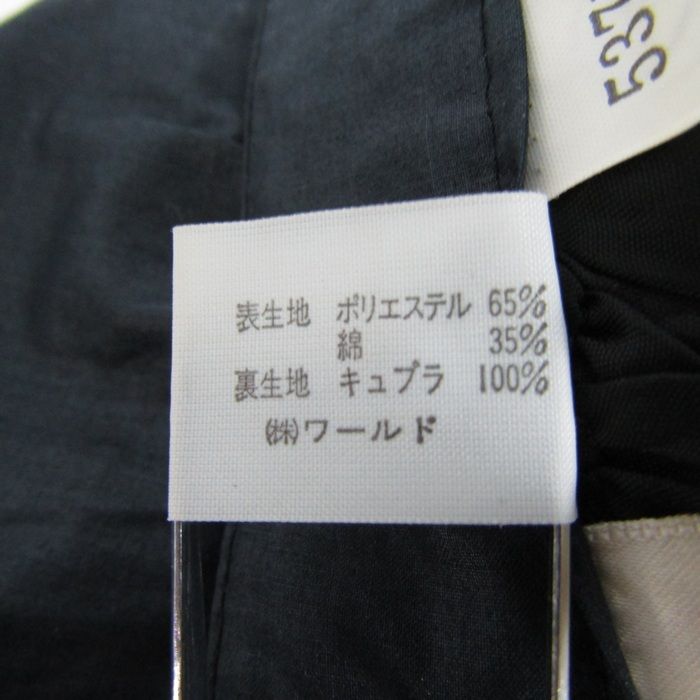 表生地 ポリエステル 65%
綿 35%
裏生地 キュプラ 100%
㈱ワールド
537